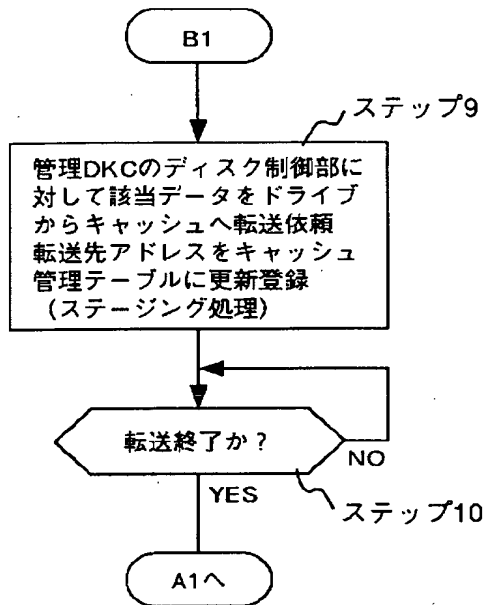 B1
ステップ9
管理DKCのディスク制御部に
対して該当データをドライブ
からキャッシュへ転送依頼
転送先アドレスをキャッシュ
管理テーブルに更新登録
（ステージング処理）
転送終了か？
NO
YES
ステップ10
A1へ